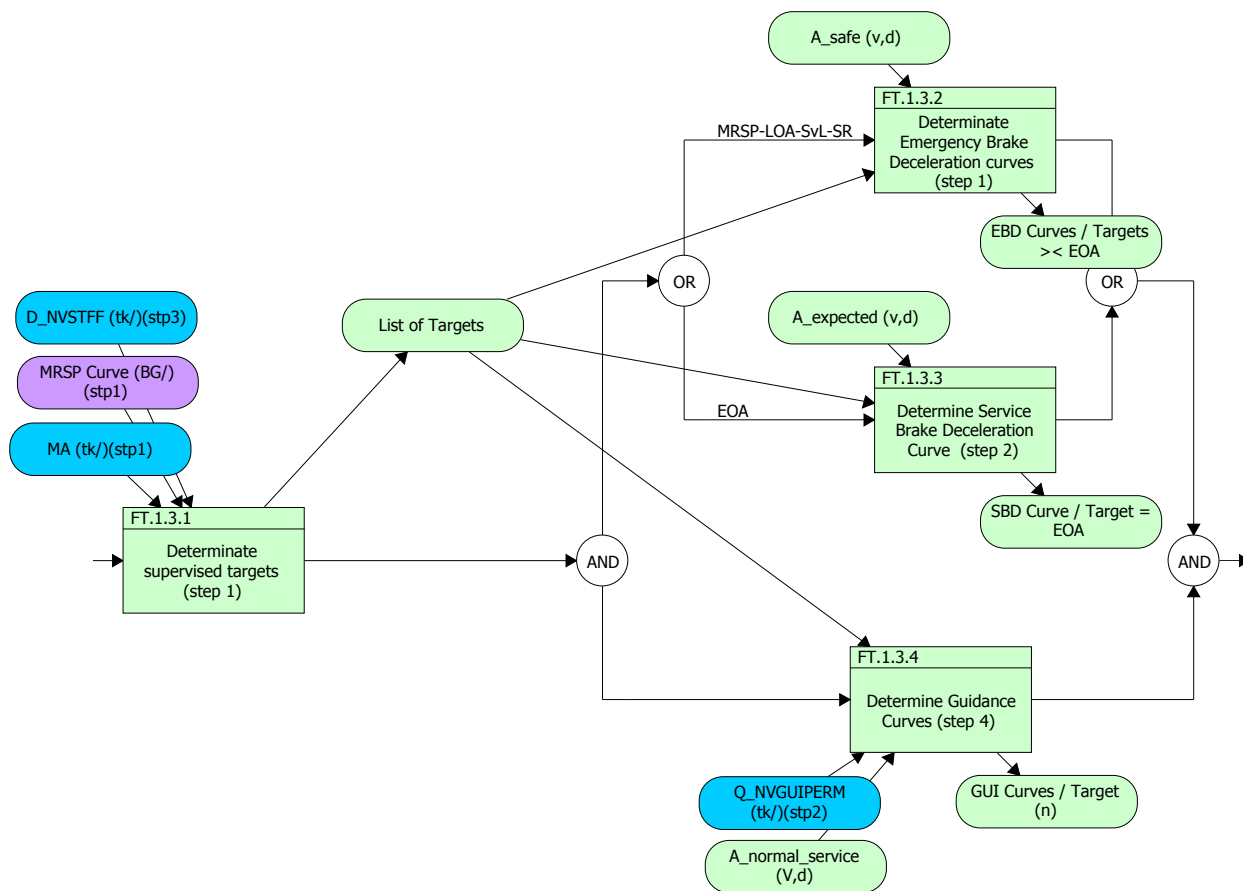 A_safe (v,d)
FT.1.3.2
Determinate
Emergency Brake
Deceleration curves
(step 1)
MRSP-LOA-SvL-SR
EBD Curves / Targets
>< EOA
OR
OR
D_NVSTFF (tk/)(stp3)
List of Targets
A_expected (v,d)
MRSP Curve (BG/)
(stp1)
FT.1.3.3
Determine Service
Brake Deceleration
Curve  (step 2)
EOA
MA (tk/)(stp1)
SBD Curve / Target =
EOA
FT.1.3.1
Determinate
supervised targets
(step 1)
AND
AND
FT.1.3.4
Determine Guidance
Curves (step 4)
Q_NVGUIPERM
(tk/)(stp2)
GUI Curves / Target
(n)
A_normal_service
(V,d)